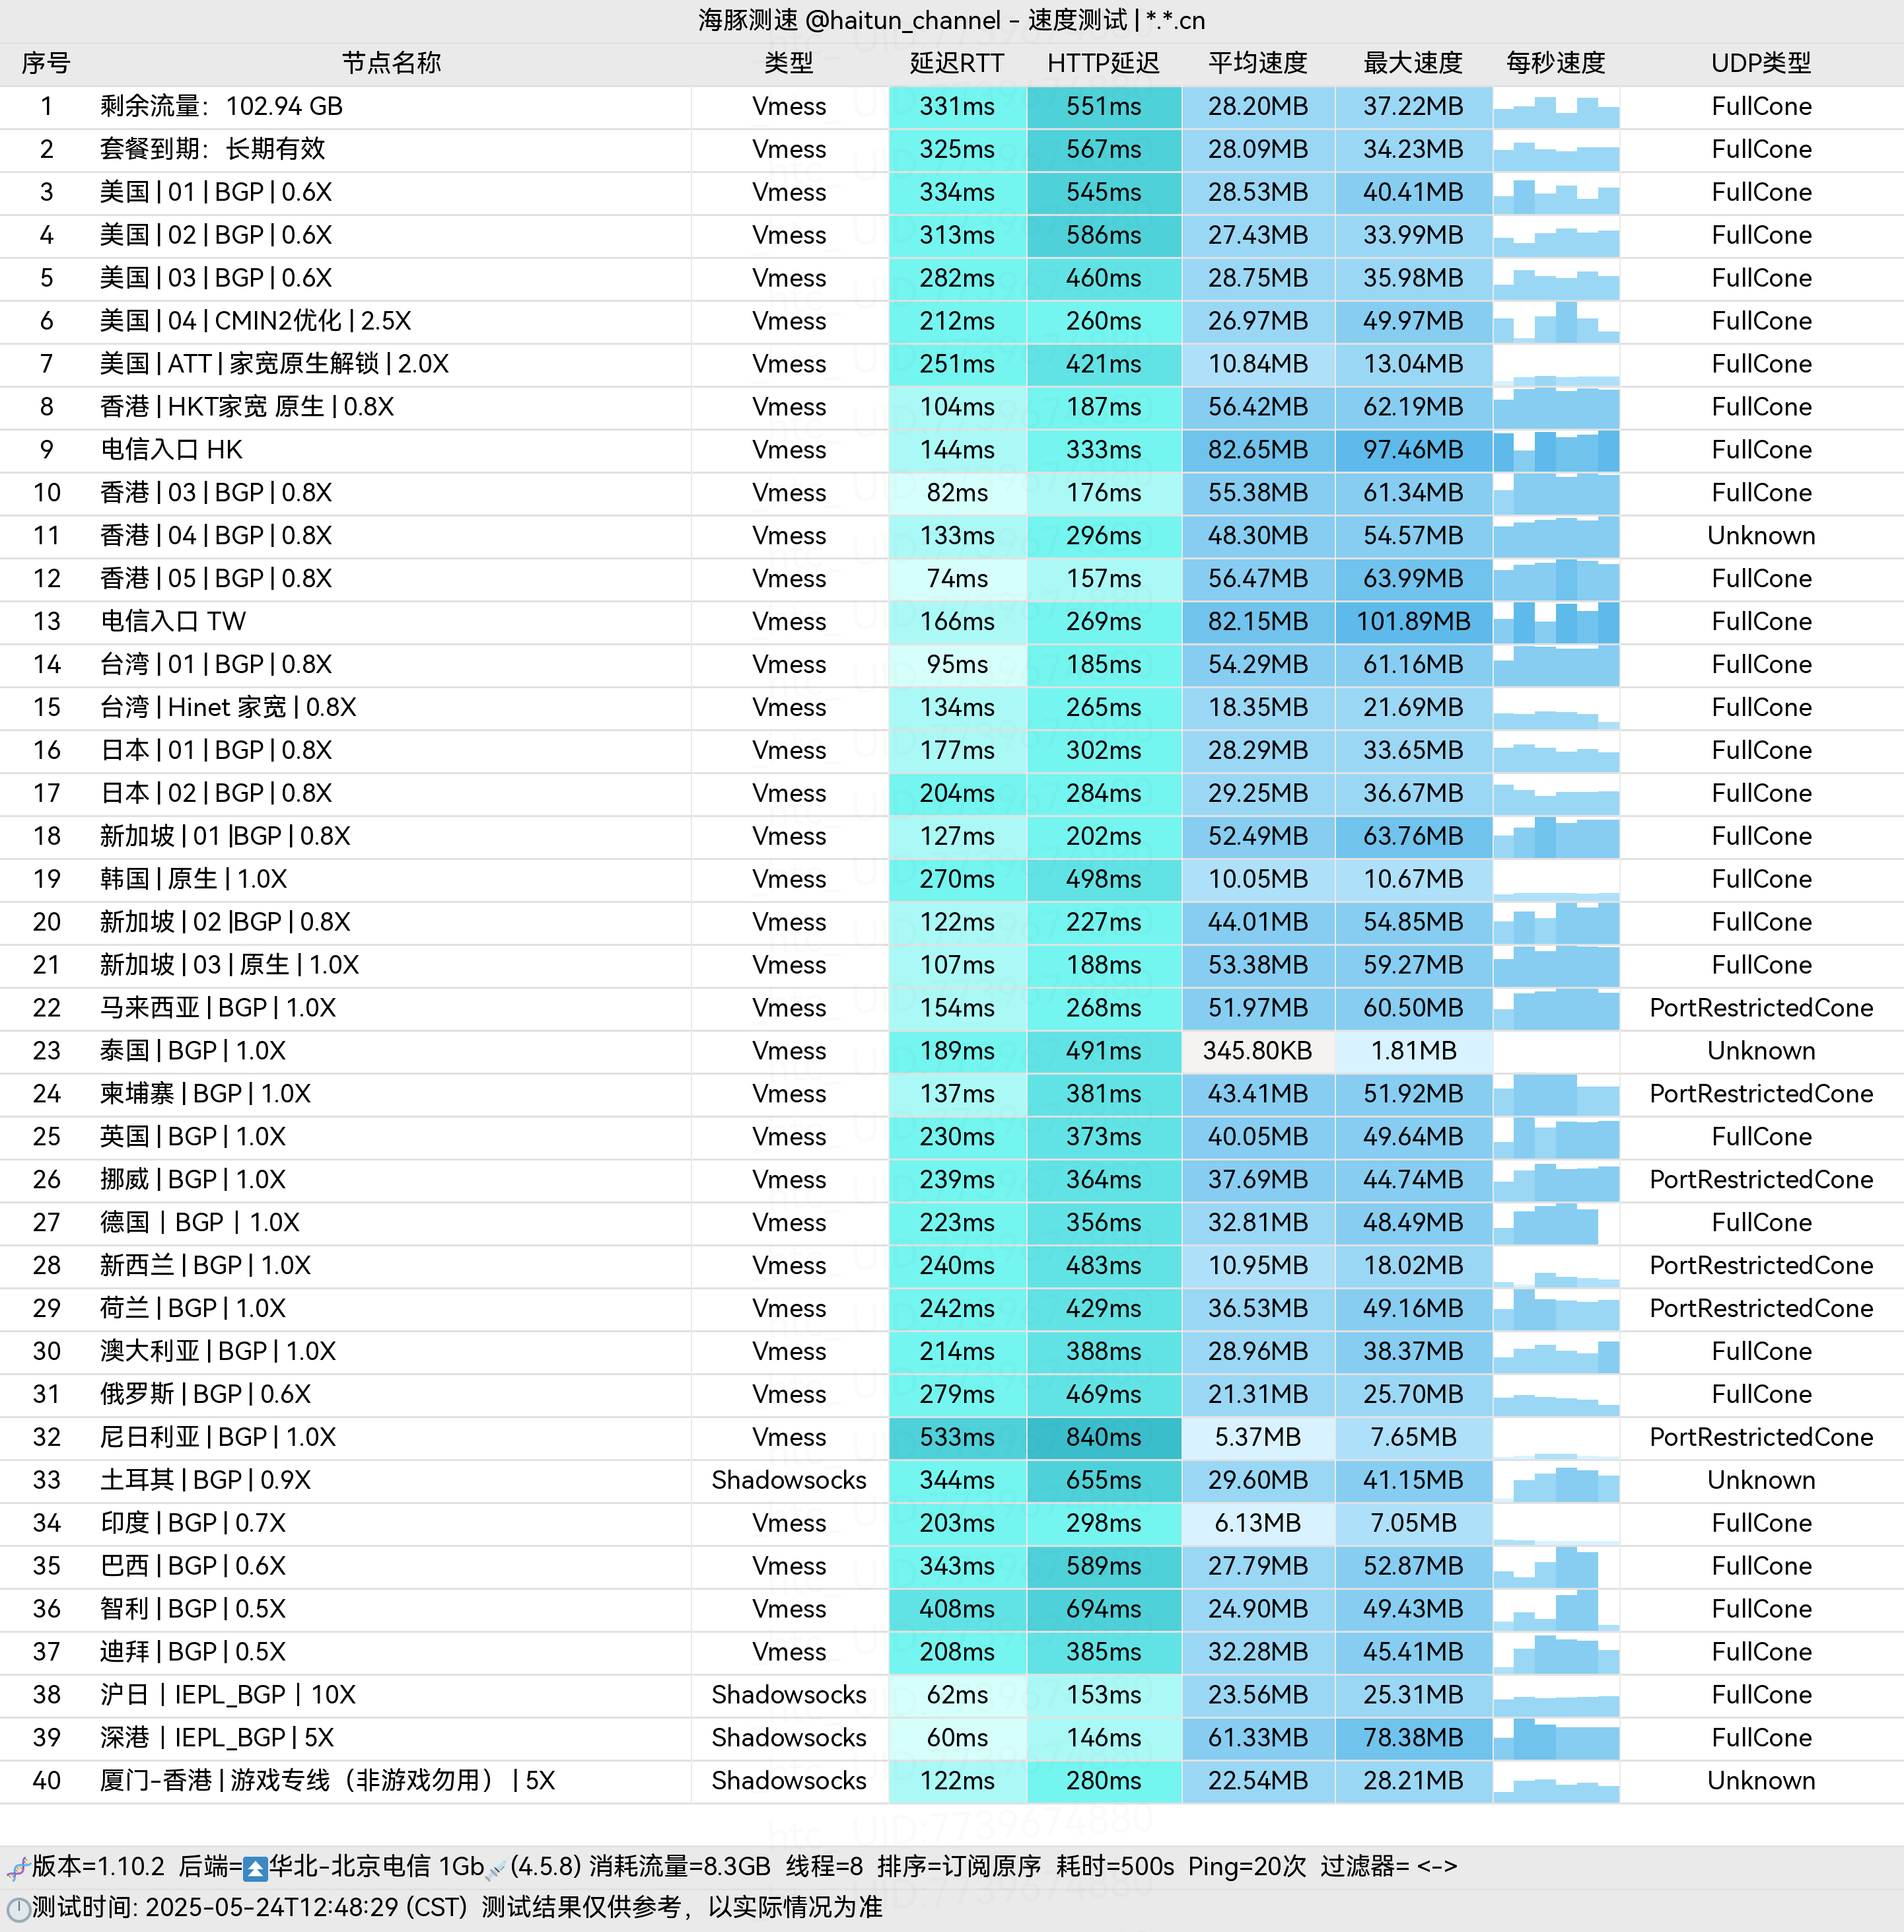 海豚测速 @haitun_channel - 速度测试 | *.*.cn
序号 节点名称 类型 延迟RTT HTTP延迟 平均速度 最大速度 每秒速度 UDP类型
1 剩余流量：102.94 GB Vmess 331ms 551ms 28.20MB 37.22MB FullCone
2 套餐到期：长期有效 Vmess 325ms 567ms 28.09MB 34.23MB FullCone
3 美国 | 01 | BGP | 0.6X Vmess 334ms 545ms 28.53MB 40.41MB FullCone
4 美国 | 02 | BGP | 0.6X Vmess 313ms 586ms 27.43MB 33.99MB FullCone
5 美国 | 03 | BGP | 0.6X Vmess 282ms 460ms 28.75MB 35.98MB FullCone
6 美国 | 04 | CMIN2优化 | 2.5X Vmess 212ms 260ms 26.97MB 49.97MB FullCone
7 美国 | ATT | 家宽原生解锁 | 2.0X Vmess 251ms 421ms 10.84MB 13.04MB FullCone
8 香港 | HKT家宽 原生 | 0.8X Vmess 104ms 187ms 56.42MB 62.19MB FullCone
9 电信入口 HK Vmess 144ms 333ms 82.65MB 97.46MB FullCone
10 香港 | 03 | BGP | 0.8X Vmess 82ms 176ms 55.38MB 61.34MB FullCone
11 香港 | 04 | BGP | 0.8X Vmess 133ms 296ms 48.30MB 54.57MB Unknown
12 香港 | 05 | BGP | 0.8X Vmess 74ms 157ms 56.47MB 63.99MB FullCone
13 电信入口 TW Vmess 166ms 269ms 82.15MB 101.89MB FullCone
14 台湾 | 01 | BGP | 0.8X Vmess 95ms 185ms 54.29MB 61.16MB FullCone
15 台湾 | Hinet 家宽 | 0.8X Vmess 134ms 265ms 18.35MB 21.69MB FullCone
16 日本 | 01 | BGP | 0.8X Vmess 177ms 302ms 28.29MB 33.65MB FullCone
17 日本 | 02 | BGP | 0.8X Vmess 204ms 284ms 29.25MB 36.67MB FullCone
18 新加坡 | 01 |BGP | 0.8X Vmess 127ms 202ms 52.49MB 63.76MB FullCone
19 韩国 | 原生 | 1.0X Vmess 270ms 498ms 10.05MB 10.67MB FullCone
20 新加坡 | 02 |BGP | 0.8X Vmess 122ms 227ms 44.01MB 54.85MB FullCone
21 新加坡 | 03 | 原生 | 1.0X Vmess 107ms 188ms 53.38MB 59.27MB FullCone
22 马来西亚 | BGP | 1.0X Vmess 154ms 268ms 51.97MB 60.50MB PortRestrictedCone
23 泰国 | BGP | 1.0X Vmess 189ms 491ms 345.80KB 1.81MB Unknown
24 柬埔寨 | BGP | 1.0X Vmess 137ms 381ms 43.41MB 51.92MB PortRestrictedCone
25 英国 | BGP | 1.0X Vmess 230ms 373ms 40.05MB 49.64MB FullCone
26 挪威 | BGP | 1.0X Vmess 239ms 364ms 37.69MB 44.74MB PortRestrictedCone
27 德国 | BGP | 1.0X Vmess 223ms 356ms 32.81MB 48.49MB FullCone
28 新西兰 | BGP | 1.0X Vmess 240ms 483ms 10.95MB 18.02MB PortRestrictedCone
29 荷兰 | BGP | 1.0X Vmess 242ms 429ms 36.53MB 49.16MB PortRestrictedCone
30 澳大利亚 | BGP | 1.0X Vmess 214ms 388ms 28.96MB 38.37MB FullCone
31 俄罗斯 | BGP | 0.6X Vmess 279ms 469ms 21.31MB 25.70MB FullCone
32 尼日利亚 | BGP | 1.0X Vmess 533ms 840ms 5.37MB 7.65MB PortRestrictedCone
33 土耳其 | BGP | 0.9X Shadowsocks 344ms 655ms 29.60MB 41.15MB Unknown
34 印度 | BGP | 0.7X Vmess 203ms 298ms 6.13MB 7.05MB FullCone
35 巴西 | BGP | 0.6X Vmess 343ms 589ms 27.79MB 52.87MB FullCone
36 智利 | BGP | 0.5X Vmess 408ms 694ms 24.90MB 49.43MB FullCone
37 迪拜 | BGP | 0.5X Vmess 208ms 385ms 32.28MB 45.41MB FullCone
38 沪日 | IEPL_BGP | 10X Shadowsocks 62ms 153ms 23.56MB 25.31MB FullCone
39 深港 | IEPL_BGP | 5X Shadowsocks 60ms 146ms 61.33MB 78.38MB FullCone
40 厦门-香港 | 游戏专线（非游戏勿用） | 5X Shadowsocks 122ms 280ms 22.54MB 28.21MB Unknown
htc_ UID:7739674880
版本=1.10.2 后端=华北-北京电信 1Gb(4.5.8) 消耗流量=8.3GB 线程=8 排序=订阅原序 耗时=500s Ping=20次 过滤器= <->
测试时间: 2025-05-24T12:48:29 (CST) 测试结果仅供参考，以实际情况为准